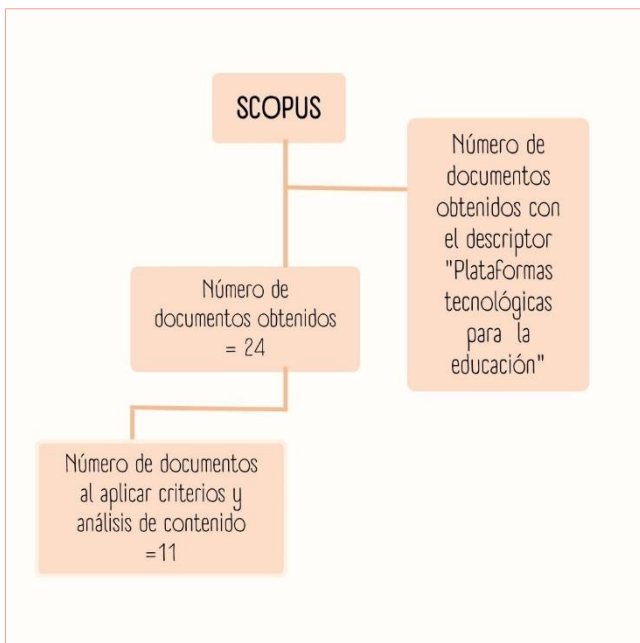 SCOPUS
Número de
documentos
obtenidos con
el descriptor
"Plataformas
tecnológicas
para la
educación"
Número de
documentos obtenidos
= 24
Número de documentos
al aplicar criterios y
análisis de contenido
=11